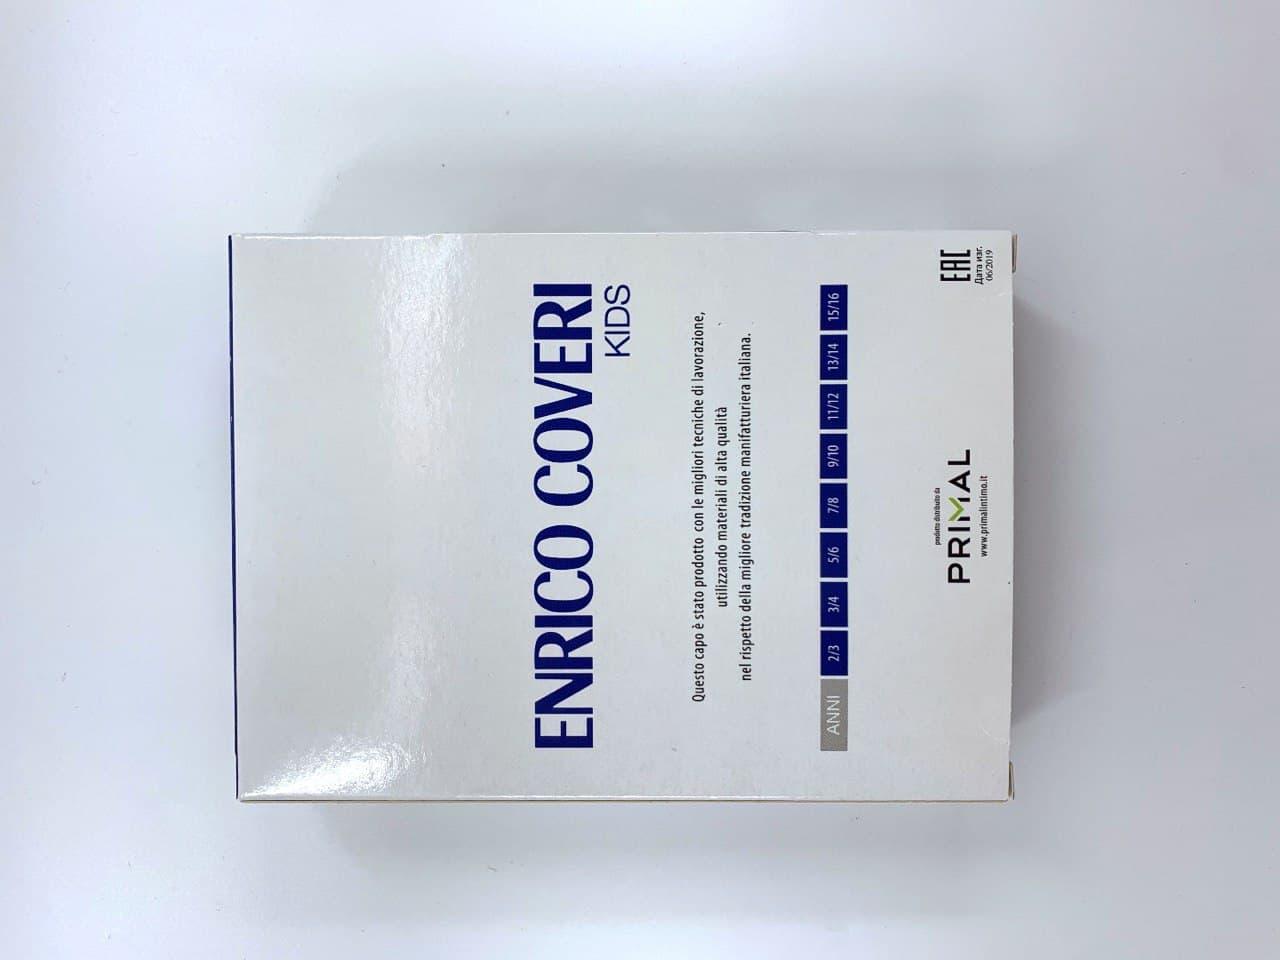 ENRICO COVERI
KIDS
Questo capo è stato prodotto con le migliori tecniche di lavorazione,
utilizzando materiali di alta qualità
nel rispetto della migliore tradizione manifatturiera italiana.
ANNI 2/3 3/4 5/6 7/8 9/10 11/12 13/14 15/16
prodotto distribuito da
PRIMAL
www.primalintimo.it
EAC
Дата изг.
06/2019